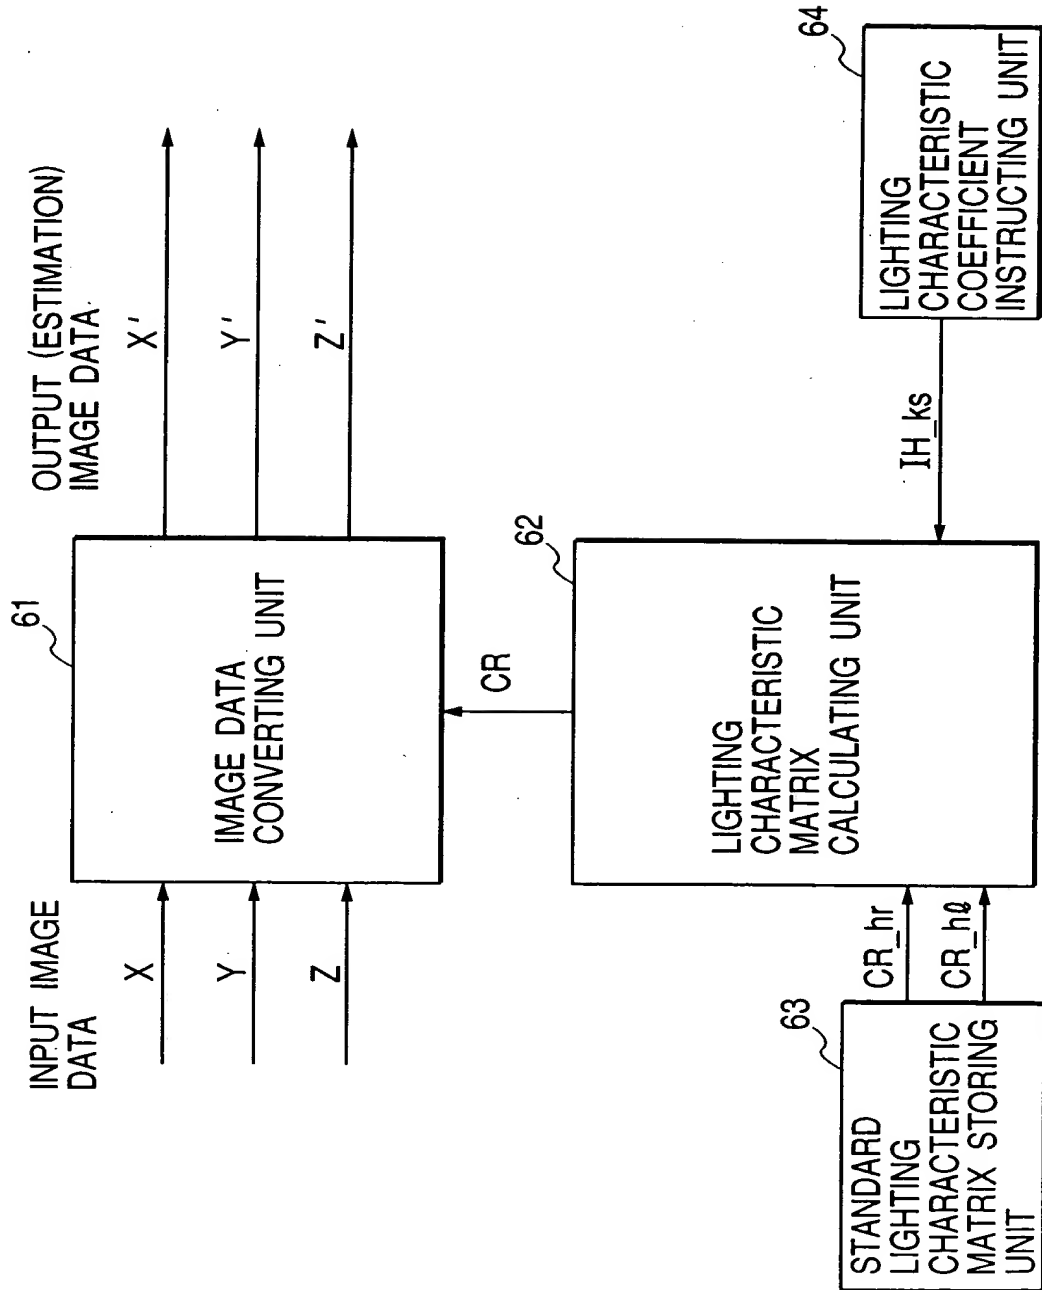 INPUT IMAGE
DATA
X
Y
Z
61
IMAGE DATA
CONVERTING UNIT
OUTPUT (ESTIMATION)
IMAGE DATA
X'
Y'
Z'
CR
62
LIGHTING
CHARACTERISTIC
MATRIX
CALCULATING UNIT
63
STANDARD
LIGHTING
CHARACTERISTIC
MATRIX STORING
UNIT
CR_hr
CR_hℓ
IH_ks
64
LIGHTING
CHARACTERISTIC
COEFFICIENT
INSTRUCTING UNIT